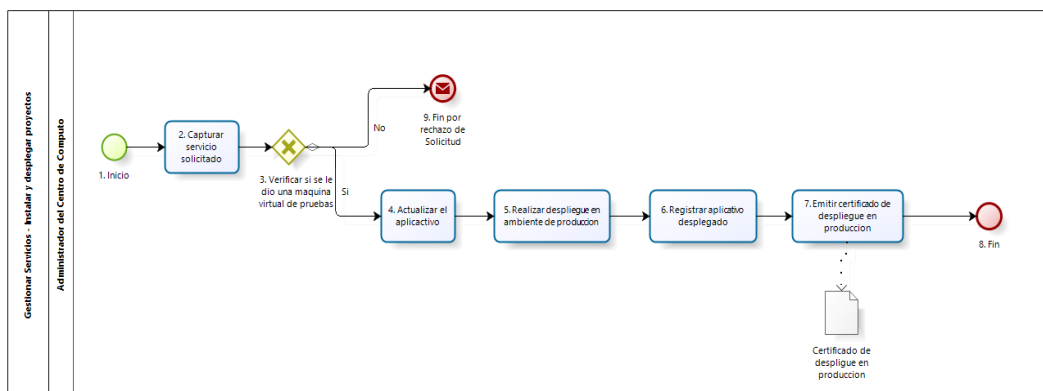 Gestionar Servicios - Instalar y desplegar proyectos
Administrador del Centro de Computo
1. Inicio
2. Capturar
servicio
solicitado
3. Verificar si se le
dio una maquina
virtual de pruebas
No
9. Fin por
rechazo de
Solicitud
Si
4. Actualizar el
aplicactivo
5. Realizar despligue en
ambiente de produccion
6. Registrar aplicativo
desplegado
7. Emitir certificado de
despligue en
produccion
8. Fin
Certificado de
despligue en
produccion